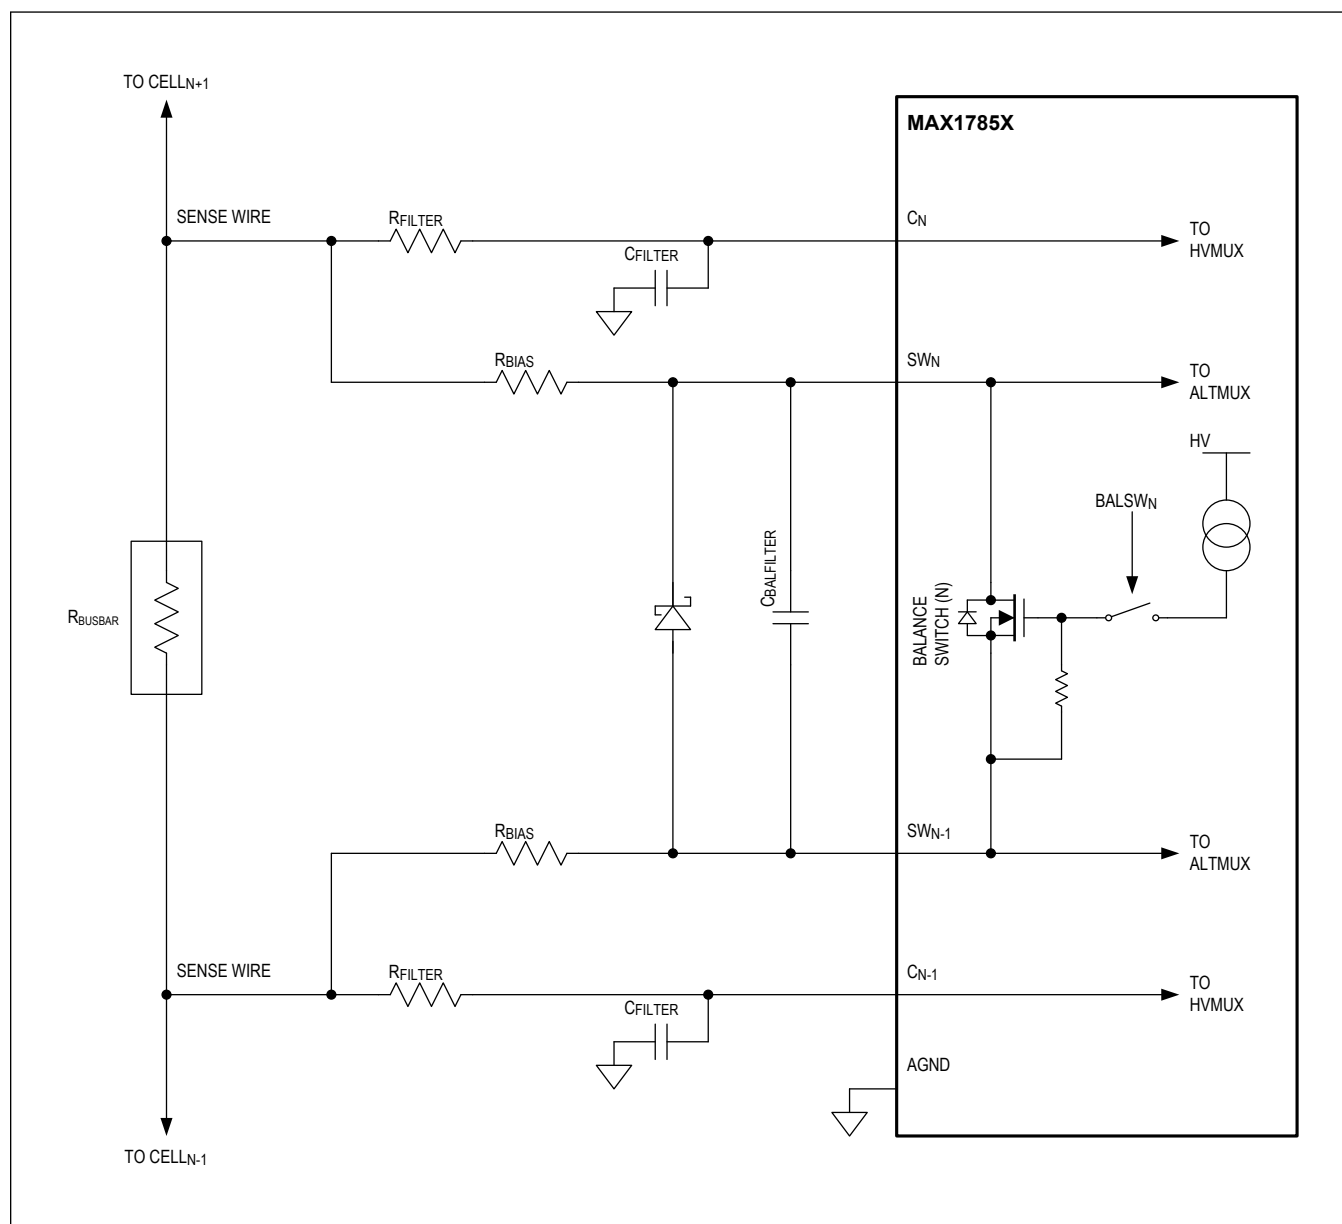 TO CELLN+1
MAX1785X
SENSE WIRE
RFILTER
CN
TO
HVMUX
CFILTER
RBIAS
SWN
TO
ALTMUX
HV
BALSWN
CBALFILTER
RBUSBAR
BALANCE
SWITCH (N)
RBIAS
SWN-1
TO
ALTMUX
SENSE WIRE
RFILTER
CN-1
TO
HVMUX
CFILTER
AGND
TO CELLN-1